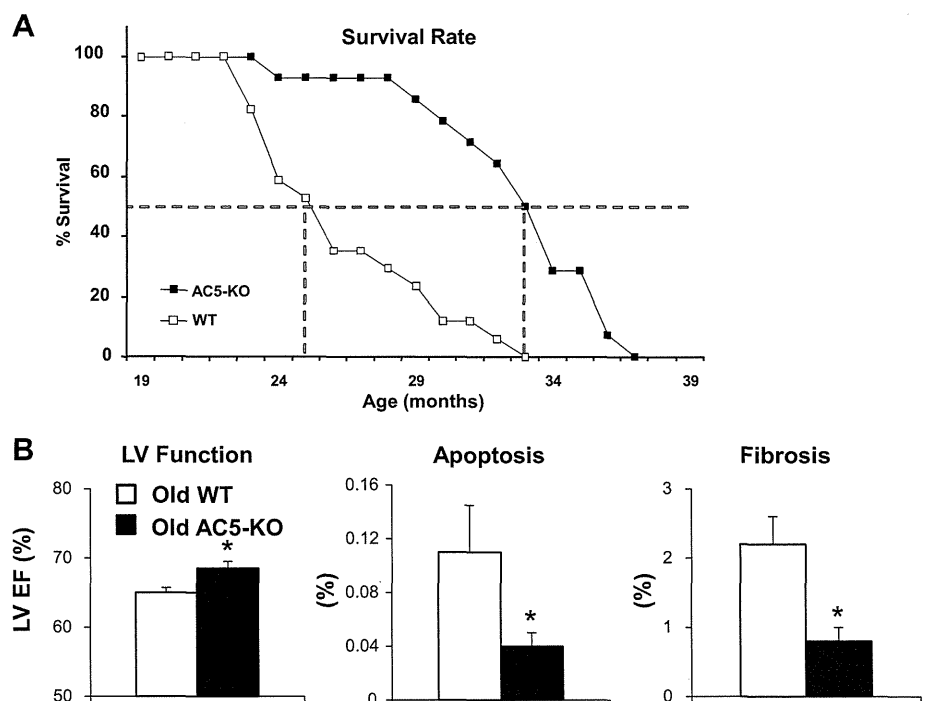 A
Survival Rate
100
80
60
40
20
0
% Survival
AC5-KO
WT
19 24 29 34 39
Age (months)
B
LV Function
80
70
60
50
LV EF (%)
Old WT
Old AC5-KO
*
Apoptosis
0.16
0.12
0.08
0.04
0
(%)
*
Fibrosis
3
2
1
0
(%)
*